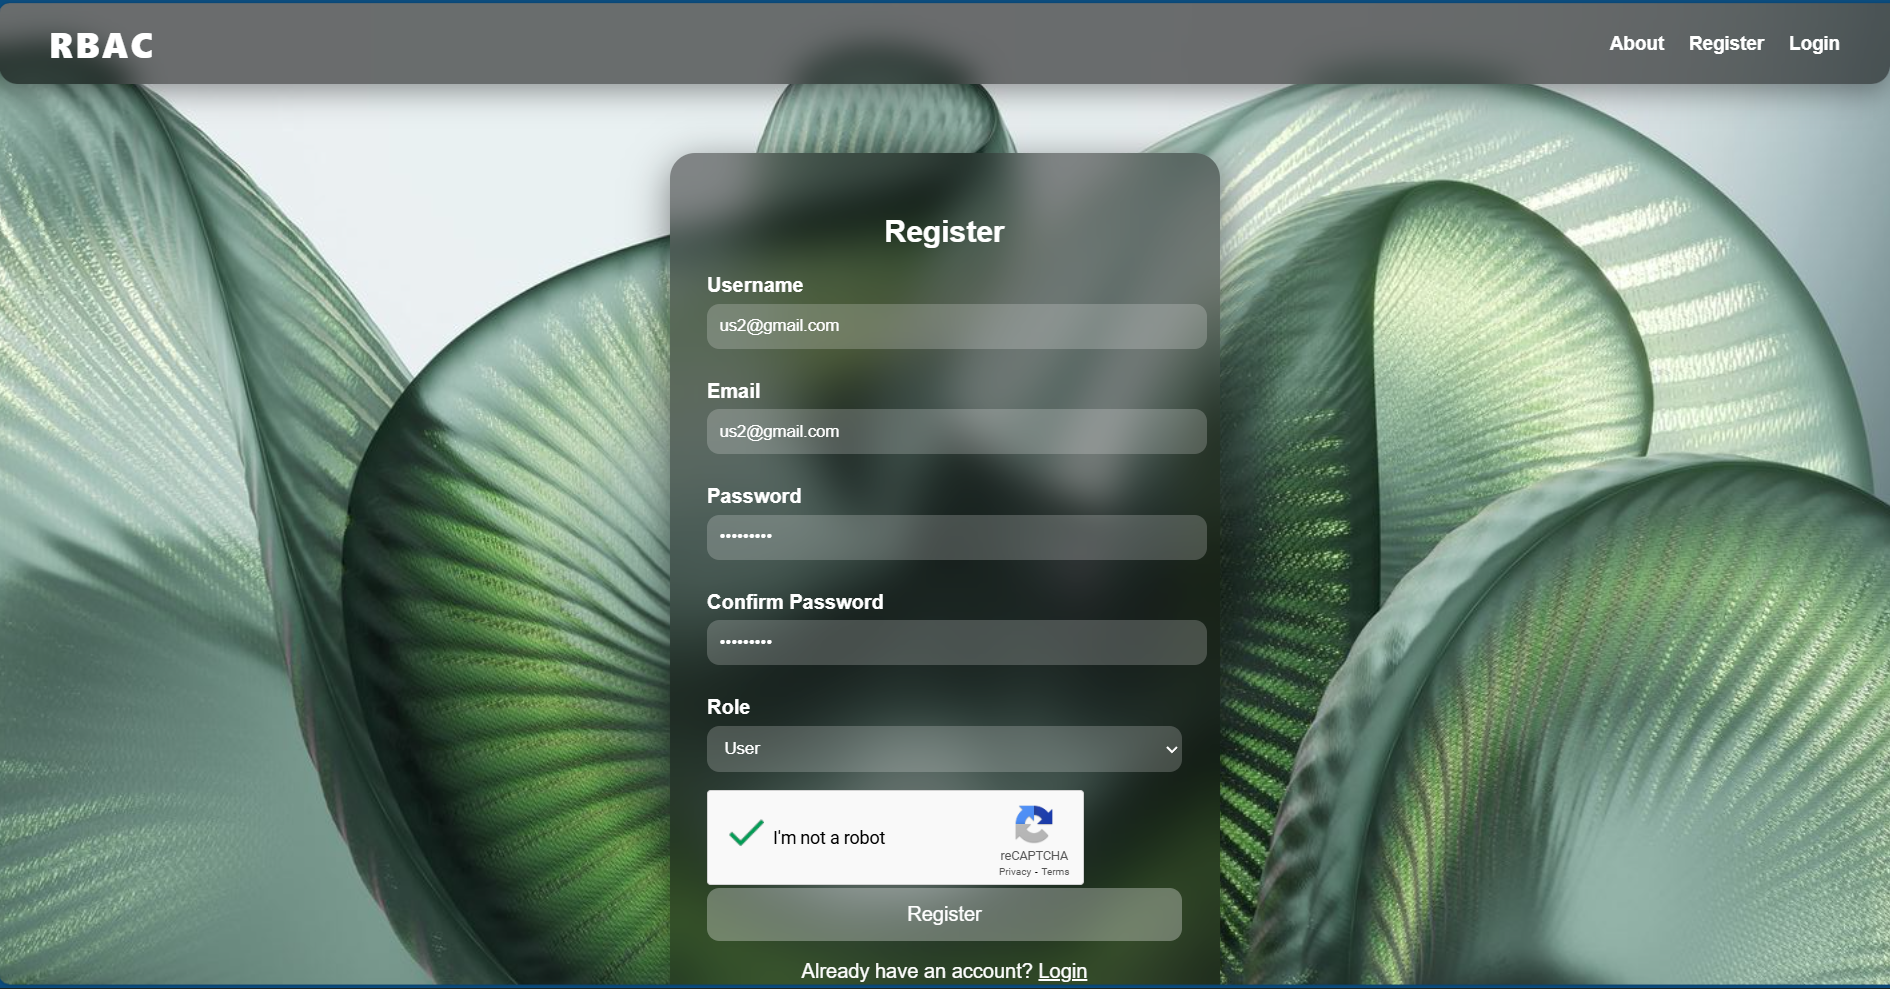 RBAC
About Register Login
Register
Username
us2@gmail.com
Email
us2@gmail.com
Password
•••••••••
Confirm Password
•••••••••
Role
User
I'm not a robot
reCAPTCHA
Privacy - Terms
Register
Already have an account? Login